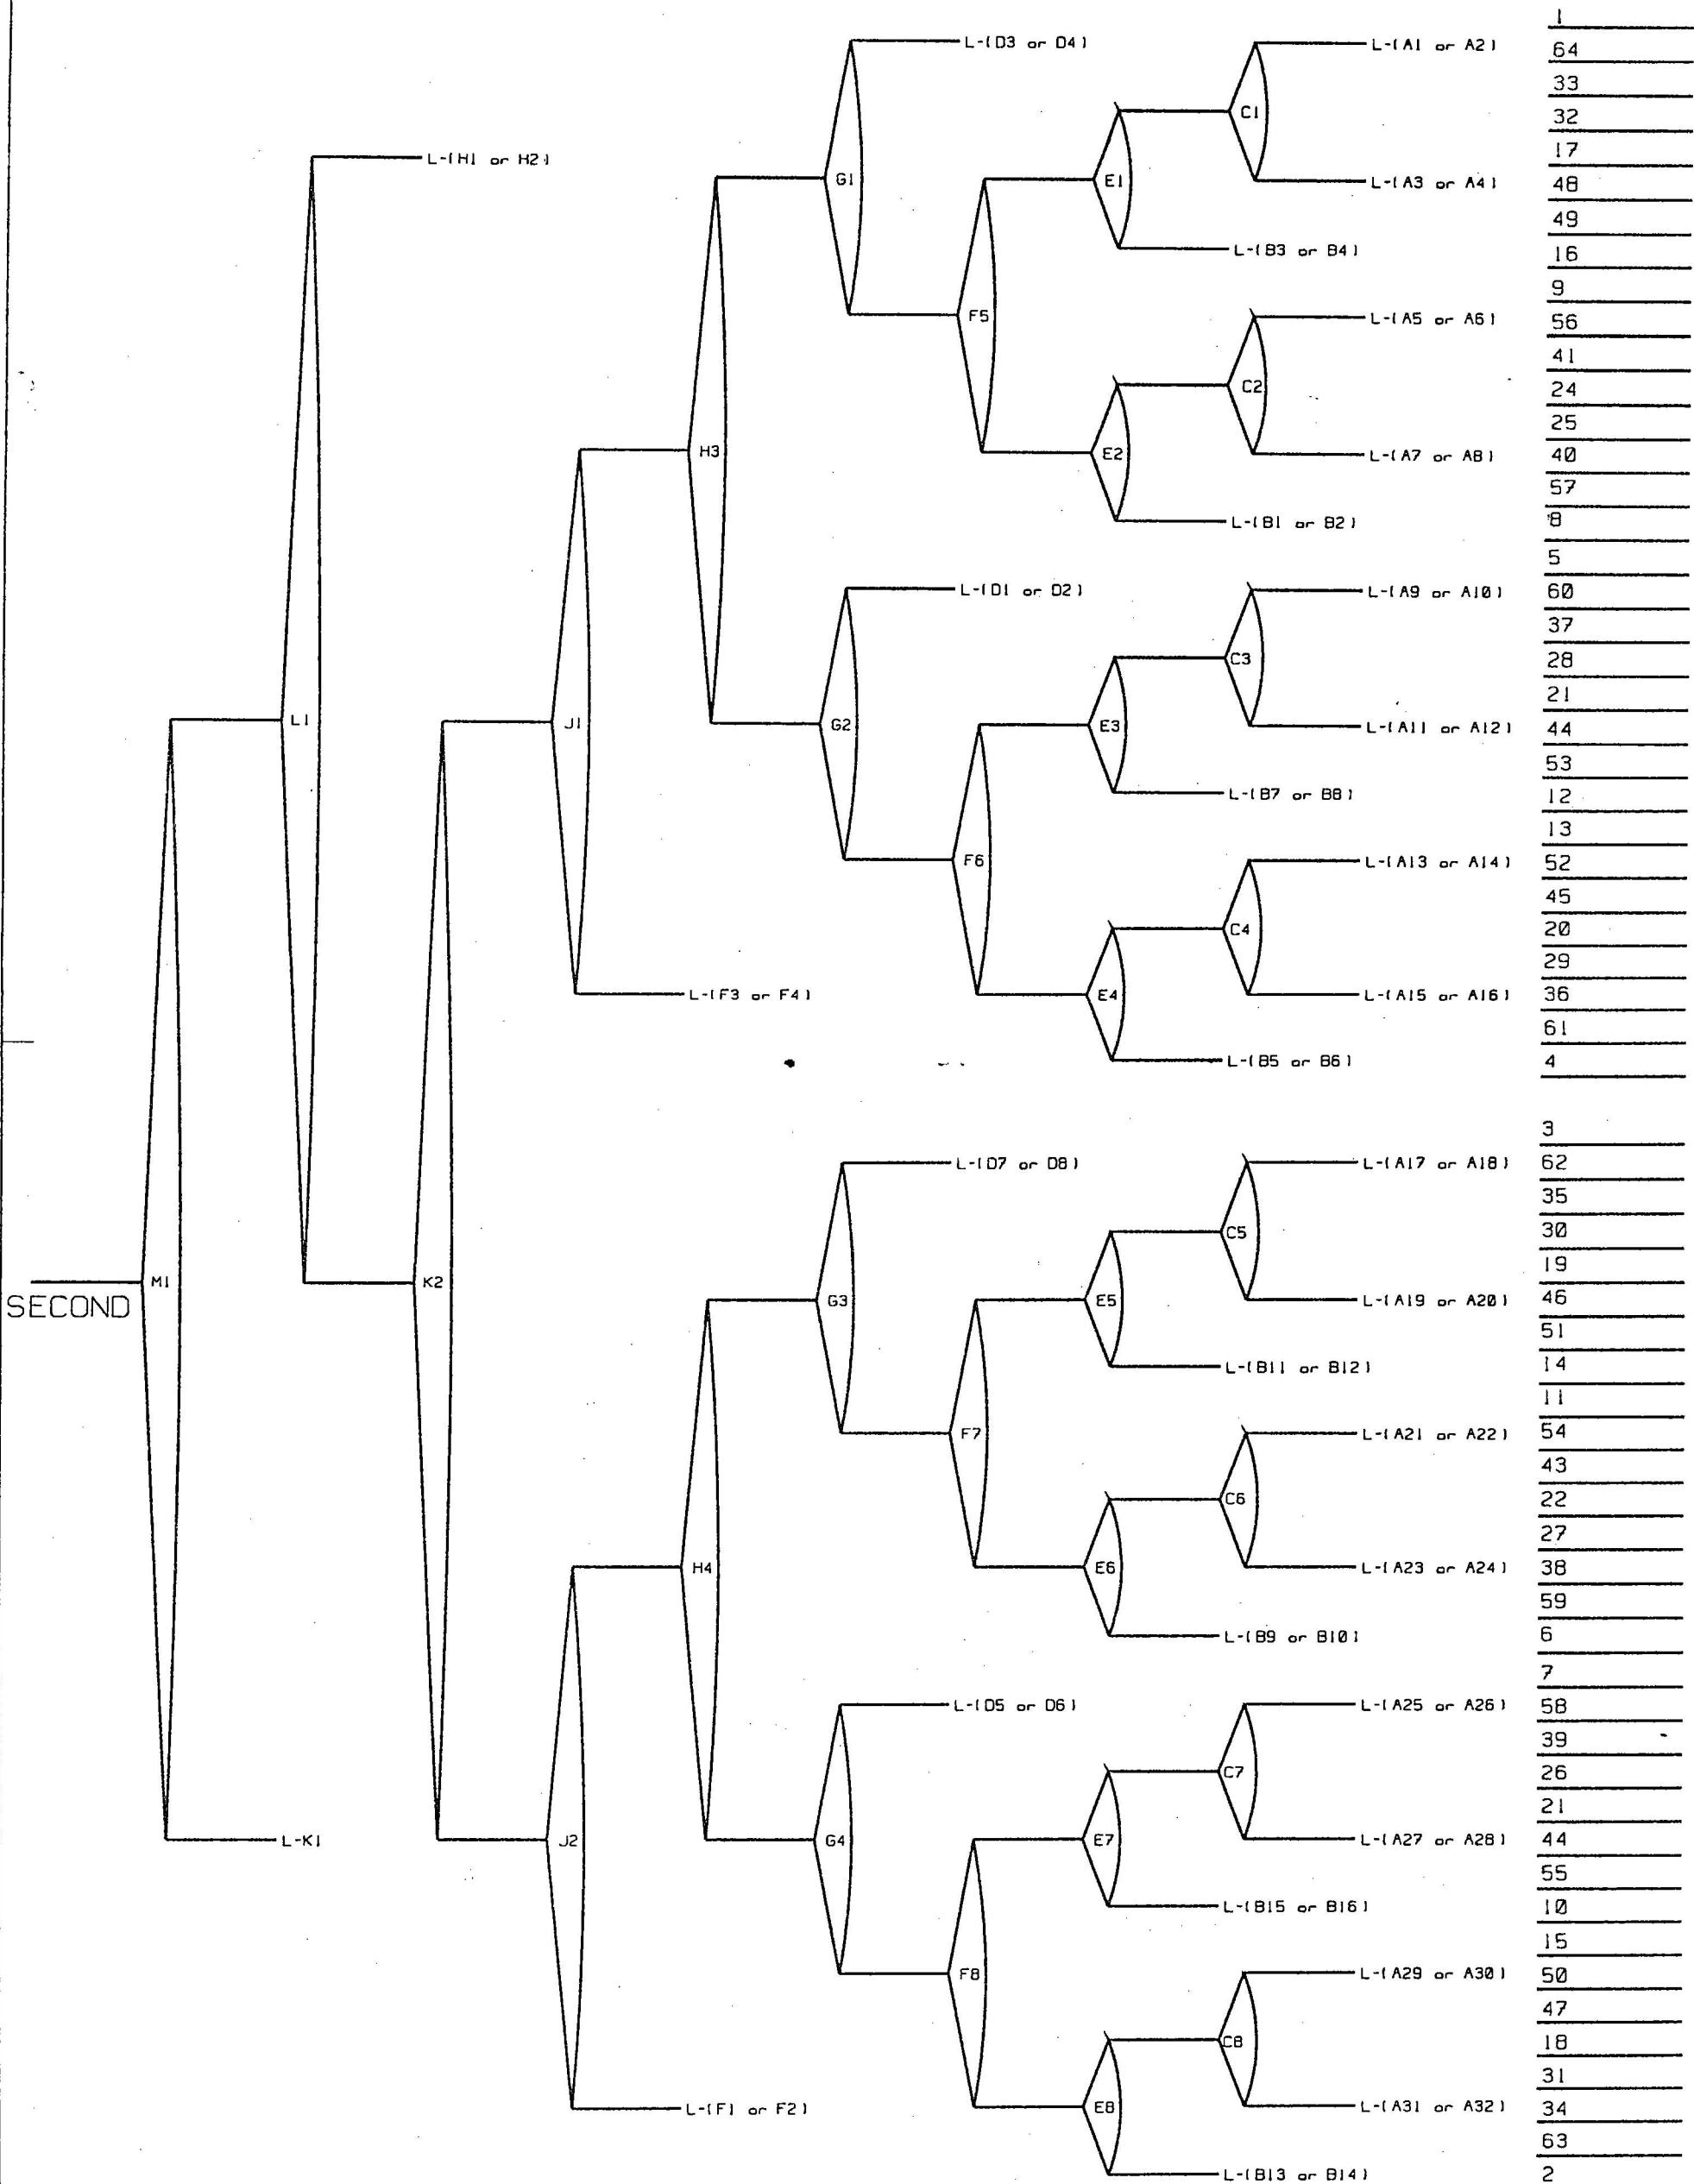 1
L-(D3 or D4)
L-(A1 or A2)
64
33
C1
32
L-(H1 or H2)
17
G1
E1
L-(A3 or A4)
48
49
L-(B3 or B4)
16
9
F5
L-(A5 or A6)
56
41
C2
24
25
H3
E2
L-(A7 or A8)
40
57
L-(B1 or B2)
8
5
L-(D1 or D2)
L-(A9 or A10)
60
37
C3
28
21
L1
J1
G2
E3
L-(A11 or A12)
44
53
L-(B7 or B8)
12
13
F6
L-(A13 or A14)
52
45
C4
20
29
L-(F3 or F4)
E4
L-(A15 or A16)
36
61
L-(B5 or B6)
4
3
L-(D7 or D8)
L-(A17 or A18)
62
35
C5
30
19
M1
K2
SECOND
G3
E5
L-(A19 or A20)
46
51
L-(B11 or B12)
14
11
F7
L-(A21 or A22)
54
43
C6
22
27
H4
E6
L-(A23 or A24)
38
59
L-(B9 or B10)
6
7
L-(D5 or D6)
L-(A25 or A26)
58
39
C7
26
21
L-K1
J2
G4
E7
L-(A27 or A28)
44
55
L-(B15 or B16)
10
15
F8
L-(A29 or A30)
50
47
C8
18
31
L-(F1 or F2)
E8
L-(A31 or A32)
34
63
L-(B13 or B14)
2